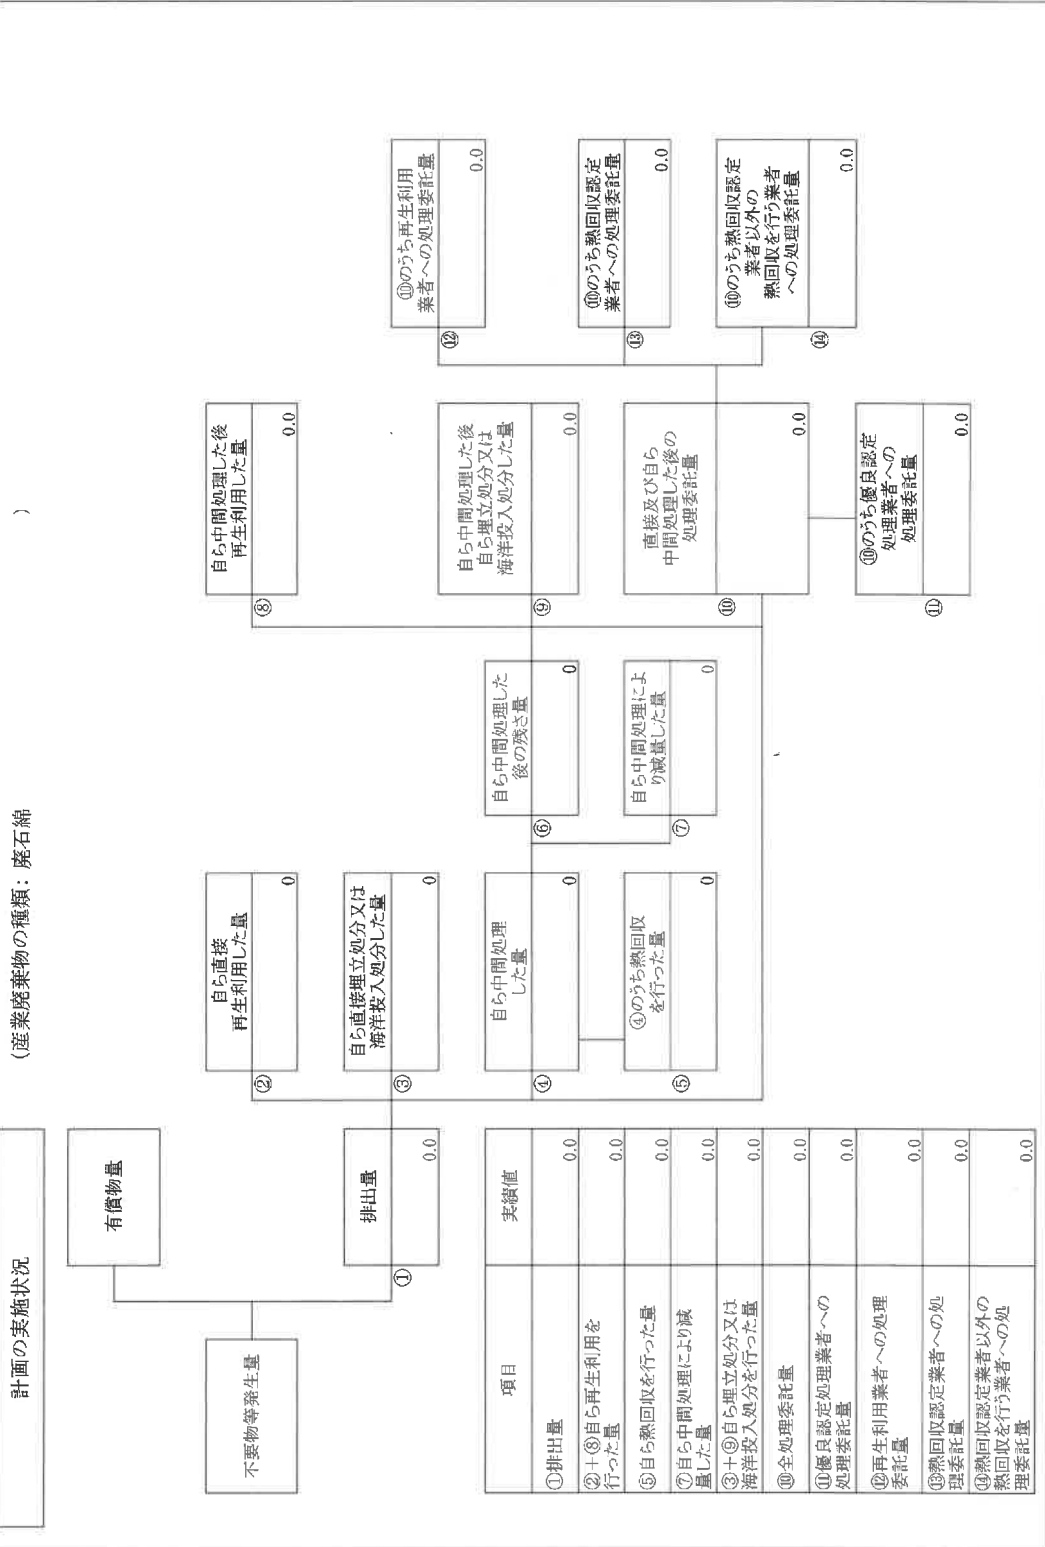 計画の実施状況
(産業廃棄物の種類: 廃石綿
)
不要物等発生量
有償物量
①
排出量
0.0
②
自ら直接
再生利用した量
0
③
自ら直接埋立処分又は
海洋投入処分した量
0
④
自ら中間処理
した量
0
⑤
④のうち熱回収
を行った量
0
⑥
自ら中間処理した
後の残さ量
0
⑦
自ら中間処理によ
り減量した量
0
⑧
自ら中間処理した後
再生利用した量
0.0
⑨
自ら中間処理した後
自ら埋立処分又は
海洋投入処分した量
0.0
⑩
直接及び自ら
中間処理した後の
処理委託量
0.0
⑪
⑩のうち優良認定
処理業者への
処理委託量
0.0
⑫
⑩のうち再生利用
業者への処理委託量
0.0
⑬
⑩のうち熱回収認定
業者への処理委託量
0.0
⑭
⑩のうち熱回収認定
業者以外の
熱回収を行う業者
への処理委託量
0.0
項目 実績値
①排出量 0.0
②＋⑧自ら再生利用を
行った量 0.0
⑤自ら熱回収を行った量 0.0
⑦自ら中間処理により減
量した量 0.0
③＋⑨自ら埋立処分又は
海洋投入処分を行った量 0.0
⑩全処理委託量 0.0
⑪優良認定処理業者への
処理委託量 0.0
⑫再生利用業者への処理
委託量 0.0
⑬熱回収認定業者への処
理委託量 0.0
⑭熱回収認定業者以外の
熱回収を行う業者への処
理委託量 0.0